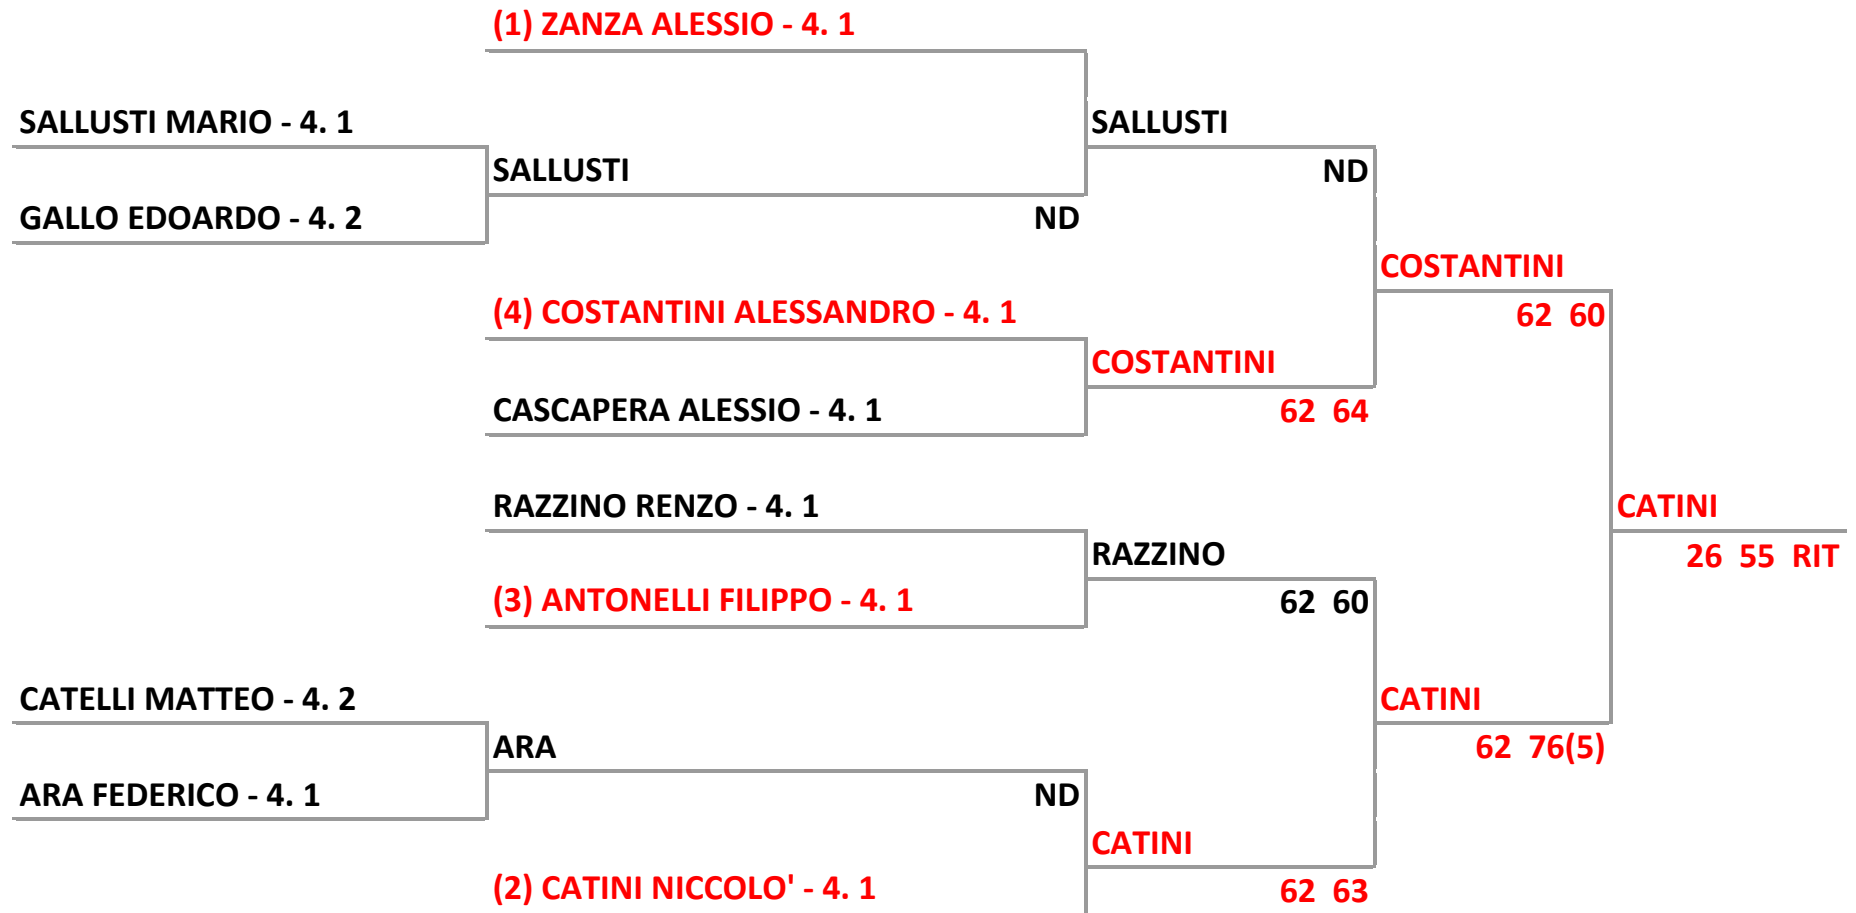 (1) ZANZA ALESSIO - 4. 1
SALLUSTI MARIO - 4. 1
SALLUSTI
SALLUSTI
ND
GALLO EDOARDO - 4. 2
ND
COSTANTINI
(4) COSTANTINI ALESSANDRO - 4. 1
62 60
COSTANTINI
CASCAPERA ALESSIO - 4. 1
62 64
RAZZINO RENZO - 4. 1
CATINI
RAZZINO
26 55 RIT
(3) ANTONELLI FILIPPO - 4. 1
62 60
CATELLI MATTEO - 4. 2
CATINI
ARA
62 76(5)
ARA FEDERICO - 4. 1
ND
CATINI
(2) CATINI NICCOLO' - 4. 1
62 63